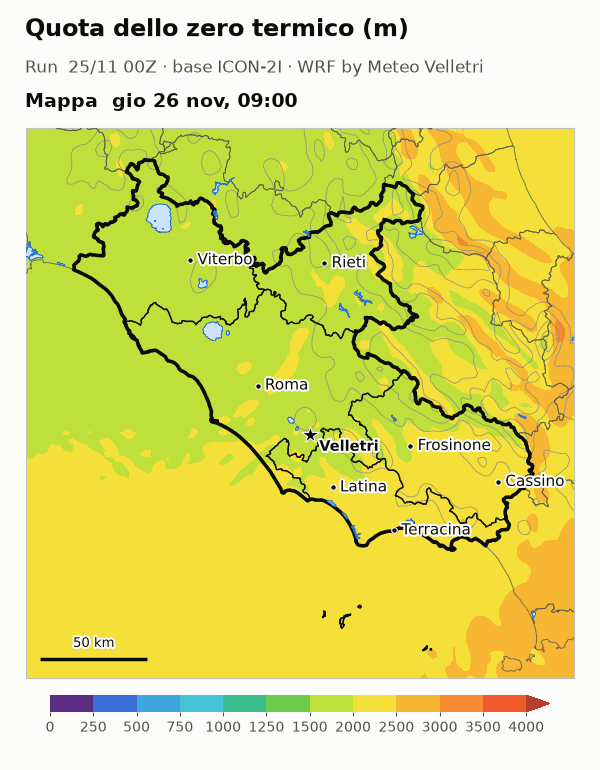 Quota dello zero termico (m)
Run 25/11 00Z · base ICON-2I · WRF by Meteo Velletri
Mappa gio 26 nov, 09:00
Viterbo
Rieti
Roma
Velletri
Frosinone
Latina
Cassino
Terracina
50 km
0 250 500 750 1000 1250 1500 2000 2500 3000 3500 4000